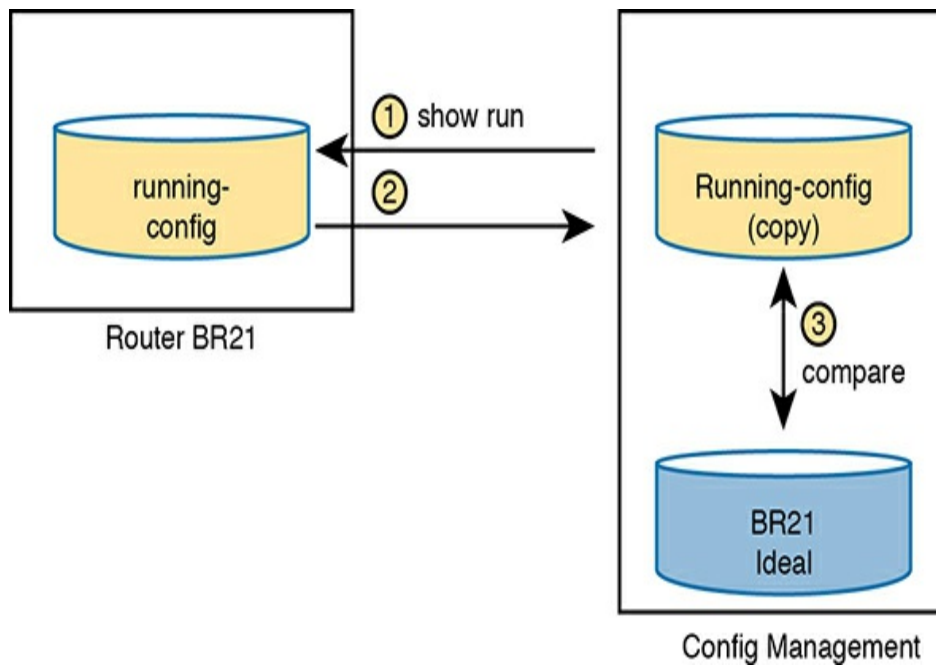 1 show run
running-
config
2
Router BR21
Running-config
(copy)
3
compare
BR21
Ideal
Config Management